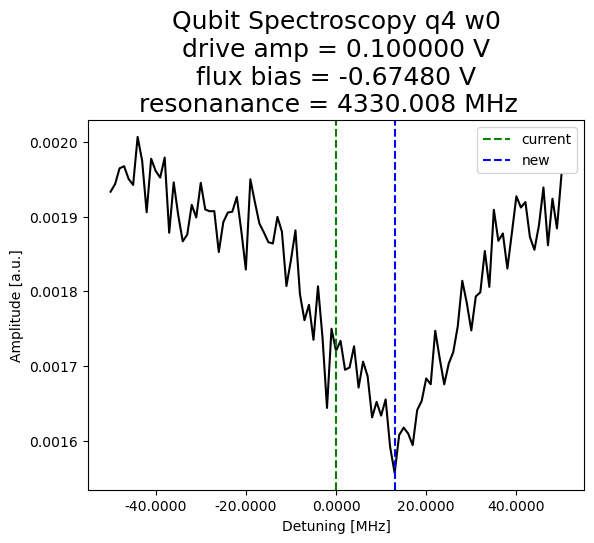 Qubit Spectroscopy q4 w0
drive amp = 0.100000 V
flux bias = -0.67480 V
resonanance = 4330.008 MHz
current
new
0.0020
0.0019
0.0018
0.0017
0.0016
Amplitude [a.u.]
-40.0000
-20.0000
0.0000
20.0000
40.0000
Detuning [MHz]